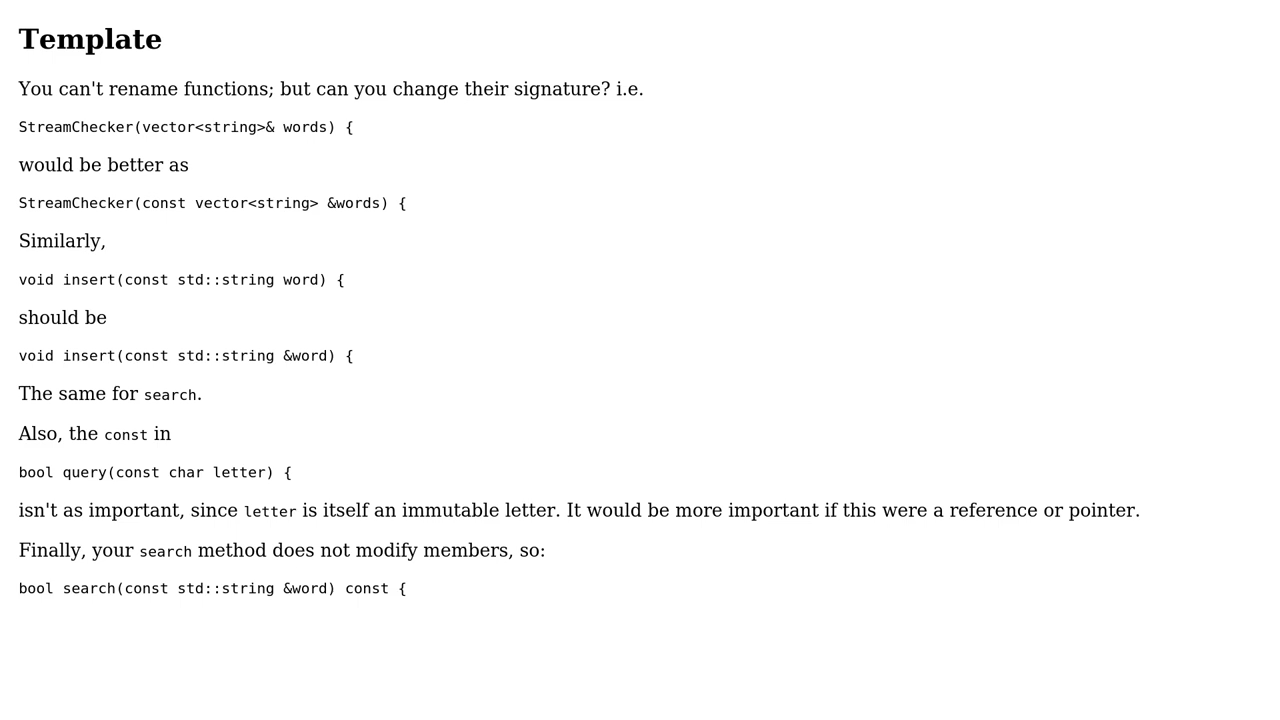 Template
You can't rename functions; but can you change their signature? i.e.
StreamChecker(vector<string>& words) {
would be better as
StreamChecker(const vector<string> &words) {
Similarly,
void insert(const std::string word) {
should be
void insert(const std::string &word) {
The same for search.
Also, the const in
bool query(const char letter) {
isn't as important, since letter is itself an immutable letter. It would be more important if this were a reference or pointer.
Finally, your search method does not modify members, so:
bool search(const std::string &word) const {